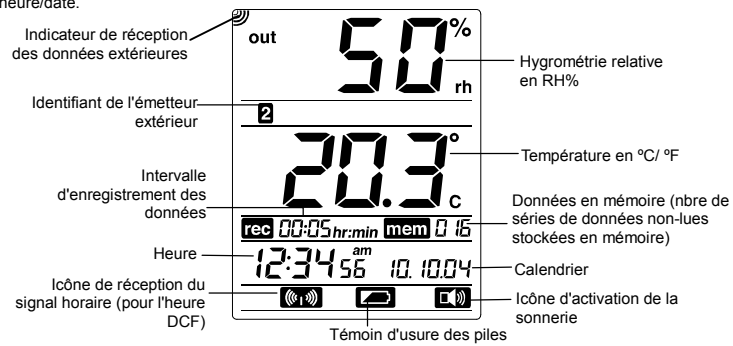 heure/date.
Indicateur de réception
des données extérieures
out
50 %
rh
Hygrométrie relative
en RH%
Identifiant de l'émetteur
extérieur
2
20.3 °
C
Température en ºC/ ºF
Intervalle
d'enregistrement des
données
rec 00:05 hr:min mem 0 16
Données en mémoire (nbre de
séries de données non-lues
stockées en mémoire)
Heure
12:34 56 am 10. 10.04
Calendrier
Icône de réception du
signal horaire (pour l'heure
DCF)
Icône d'activation de la
sonnerie
Témoin d'usure des piles